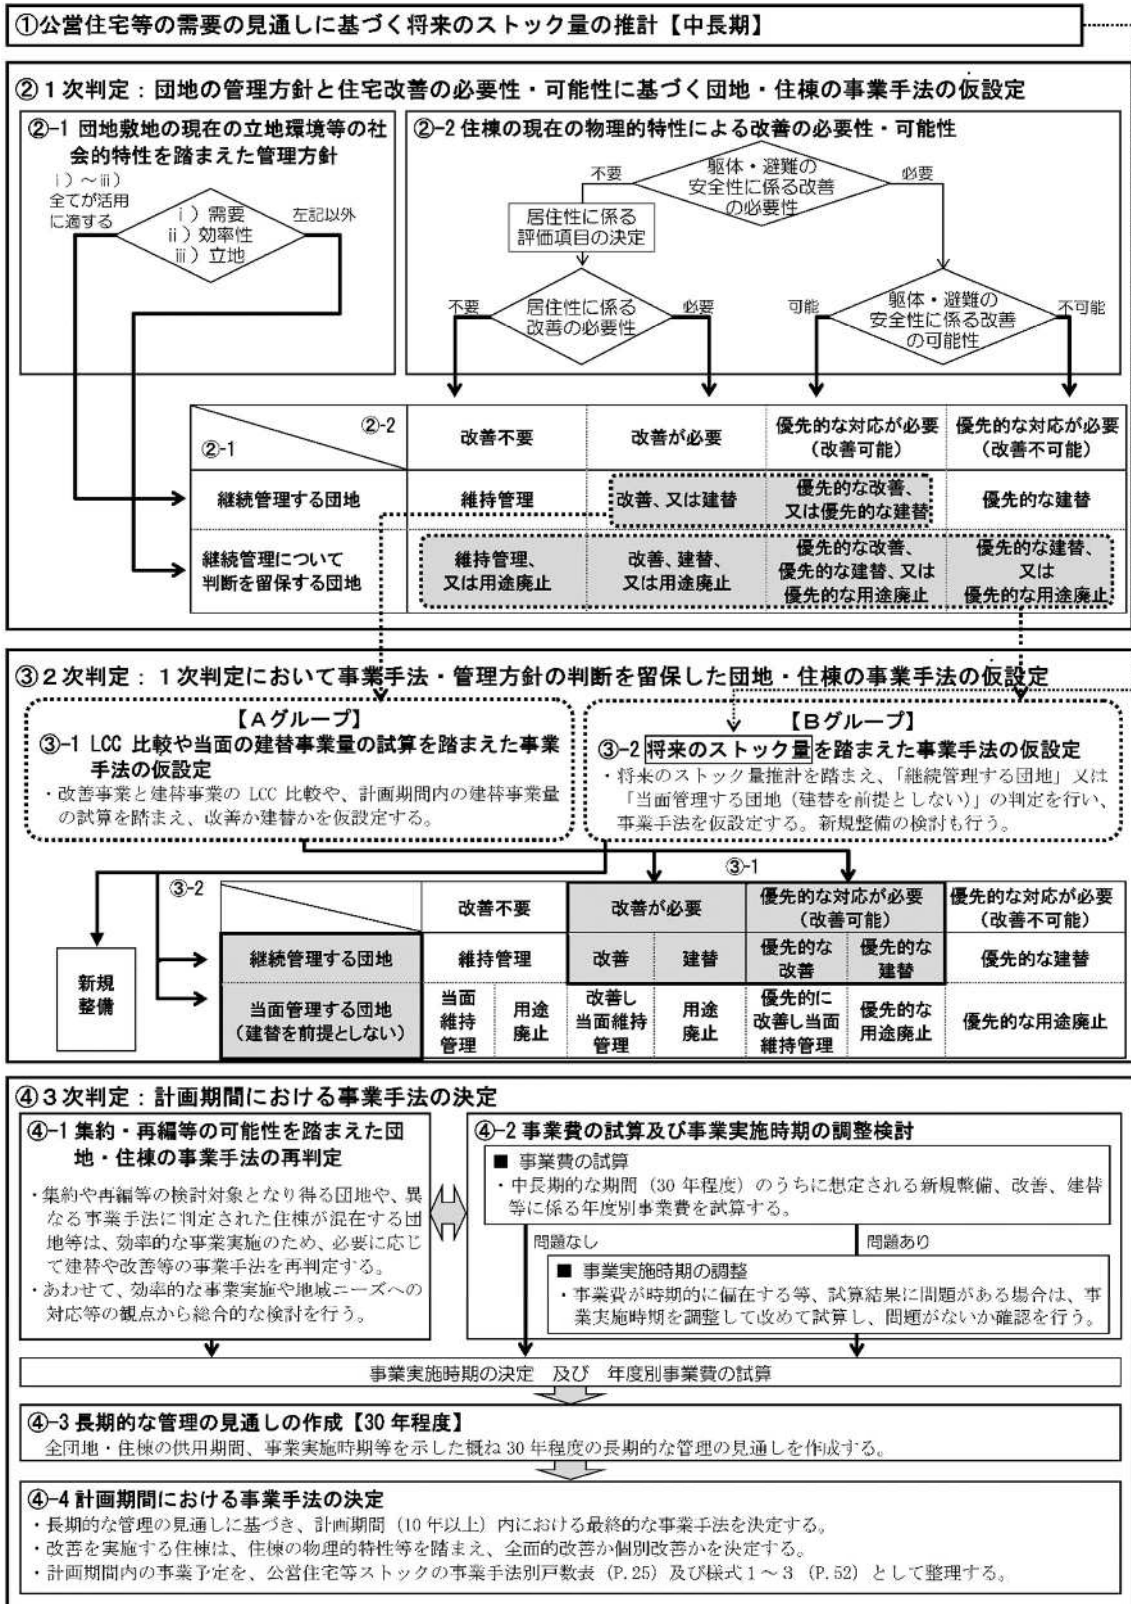 ①公営住宅等の需要の見通しに基づく将来のストック量の推計【中長期】
②１次判定：団地の管理方針と住宅改善の必要性・可能性に基づく団地・住棟の事業手法の仮設定
②-1 団地敷地の現在の立地環境等の社
会的特性を踏まえた管理方針
ⅰ）～ⅲ）
全てが活用
に適する
ⅰ）需要
ⅱ）効率性
ⅲ）立地
左記以外
②-2 住棟の現在の物理的特性による改善の必要性・可能性
不要
躯体・避難の
安全性に係る改善
の必要性
必要
居住性に係る
評価項目の決定
不要
居住性に係る
改善の必要性
必要
可能
躯体・避難の
安全性に係る改善
の可能性
不可能
②-2
②-1
改善不要
改善が必要
優先的な対応が必要
（改善可能）
優先的な対応が必要
（改善不可能）
継続管理する団地
維持管理
改善、又は建替
優先的な改善、
又は優先的な建替
優先的な建替
継続管理について
判断を留保する団地
維持管理、
又は用途廃止
改善、建替、
又は用途廃止
優先的な改善、
優先的な建替、又は
優先的な用途廃止
優先的な建替、
又は
優先的な用途廃止
③２次判定：１次判定において事業手法・管理方針の判断を留保した団地・住棟の事業手法の仮設定
【Ａグループ】
③-1 LCC 比較や当面の建替事業量の試算を踏まえた事業
手法の仮設定
・改善事業と建替事業の LCC 比較や、計画期間内の建替事業量
の試算を踏まえ、改善か建替かを仮設定する。
【Ｂグループ】
③-2 将来のストック量を踏まえた事業手法の仮設定
・将来のストック量推計を踏まえ、「継続管理する団地」又は
「当面管理する団地（建替を前提としない）」の判定を行い、
事業手法を仮設定する。新規整備の検討も行う。
③-1
③-2
改善不要
改善が必要
優先的な対応が必要
（改善可能）
優先的な対応が必要
（改善不可能）
新規
整備
継続管理する団地
維持管理
改善
建替
優先的な
改善
優先的な
建替
優先的な建替
当面管理する団地
（建替を前提としない）
当面
維持
管理
用途
廃止
改善し
当面維持
管理
用途
廃止
優先的に
改善し当面
維持管理
優先的な
用途廃止
優先的な用途廃止
④３次判定：計画期間における事業手法の決定
④-1 集約・再編等の可能性を踏まえた団
地・住棟の事業手法の再判定
・集約や再編等の検討対象となり得る団地や、異
なる事業手法に判定された住棟が混在する団
地等は、効率的な事業実施のため、必要に応じ
て建替や改善等の事業手法を再判定する。
・あわせて、効率的な事業実施や地域ニーズへの
対応等の観点から総合的な検討を行う。
④-2 事業費の試算及び事業実施時期の調整検討
■ 事業費の試算
・中長期的な期間（30 年程度）のうちに想定される新規整備、改善、建替
等に係る年度別事業費を試算する。
問題なし
問題あり
■ 事業実施時期の調整
・事業費が時期的に偏在する等、試算結果に問題がある場合は、事
業実施時期を調整して改めて試算し、問題がないか確認を行う。
事業実施時期の決定　及び　年度別事業費の試算
④-3 長期的な管理の見通しの作成【30 年程度】
全団地・住棟の供用期間、事業実施時期等を示した概ね 30 年程度の長期的な管理の見通しを作成する。
④-4 計画期間における事業手法の決定
・長期的な管理の見通しに基づき、計画期間（10 年以上）内における最終的な事業手法を決定する。
・改善を実施する住棟は、住棟の物理的特性等を踏まえ、全面的改善か個別改善かを決定する。
・計画期間内の事業予定を、公営住宅等ストックの事業手法別戸数表（P.25）及び様式１～３（P.52）として整理する。